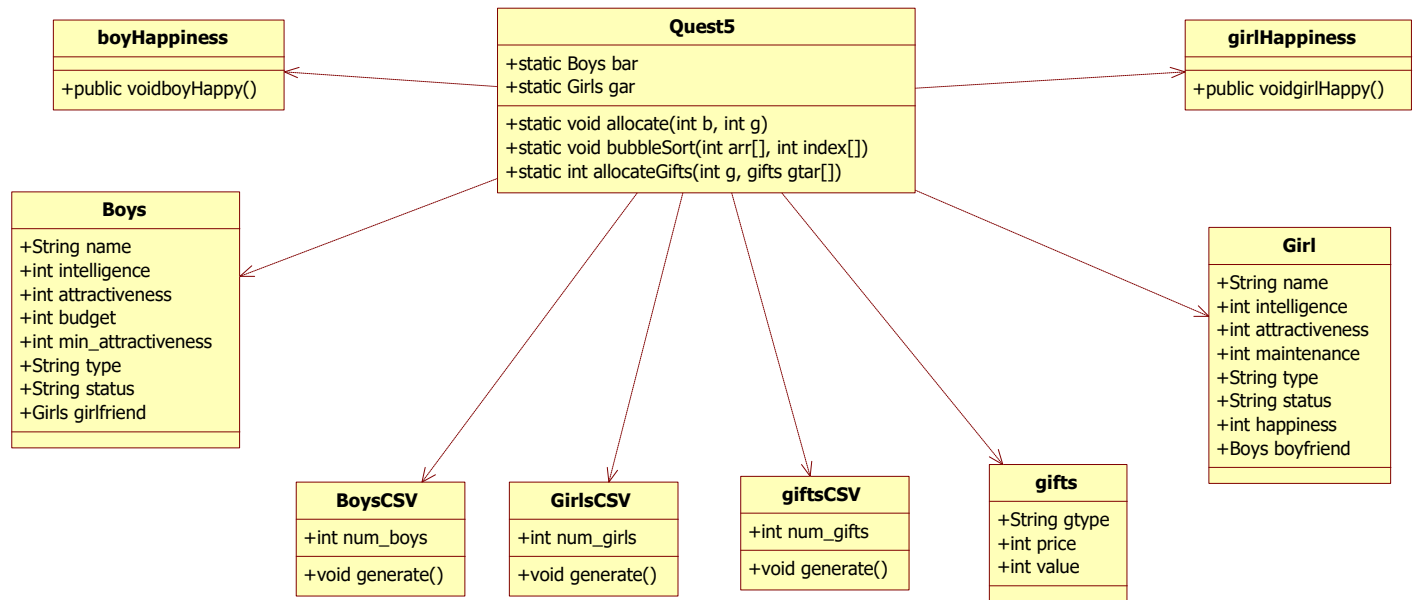 boyHappiness
+public voidboyHappy()
Quest5
+static Boys bar
+static Girls gar
+static void allocate(int b, int g)
+static void bubbleSort(int arr[], int index[])
+static int allocateGifts(int g, gifts gtar[])
girlHappiness
+public voidgirlHappy()
Boys
+String name
+int intelligence
+int attractiveness
+int budget
+int min_attractiveness
+String type
+String status
+Girls girlfriend
Girl
+String name
+int intelligence
+int attractiveness
+int maintenance
+String type
+String status
+int happiness
+Boys boyfriend
BoysCSV
+int num_boys
+void generate()
GirlsCSV
+int num_girls
+void generate()
giftsCSV
+int num_gifts
+void generate()
gifts
+String gtype
+int price
+int value